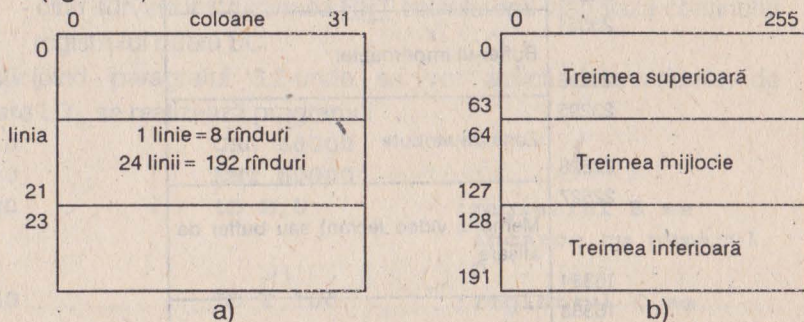 0 coloane 31
0
linia
1 linie = 8 rînduri
24 linii = 192 rînduri
21
23
a)
0 255
0
Treimea superioară
63
64
Treimea mijlocie
127
128
Treimea inferioară
191
b)